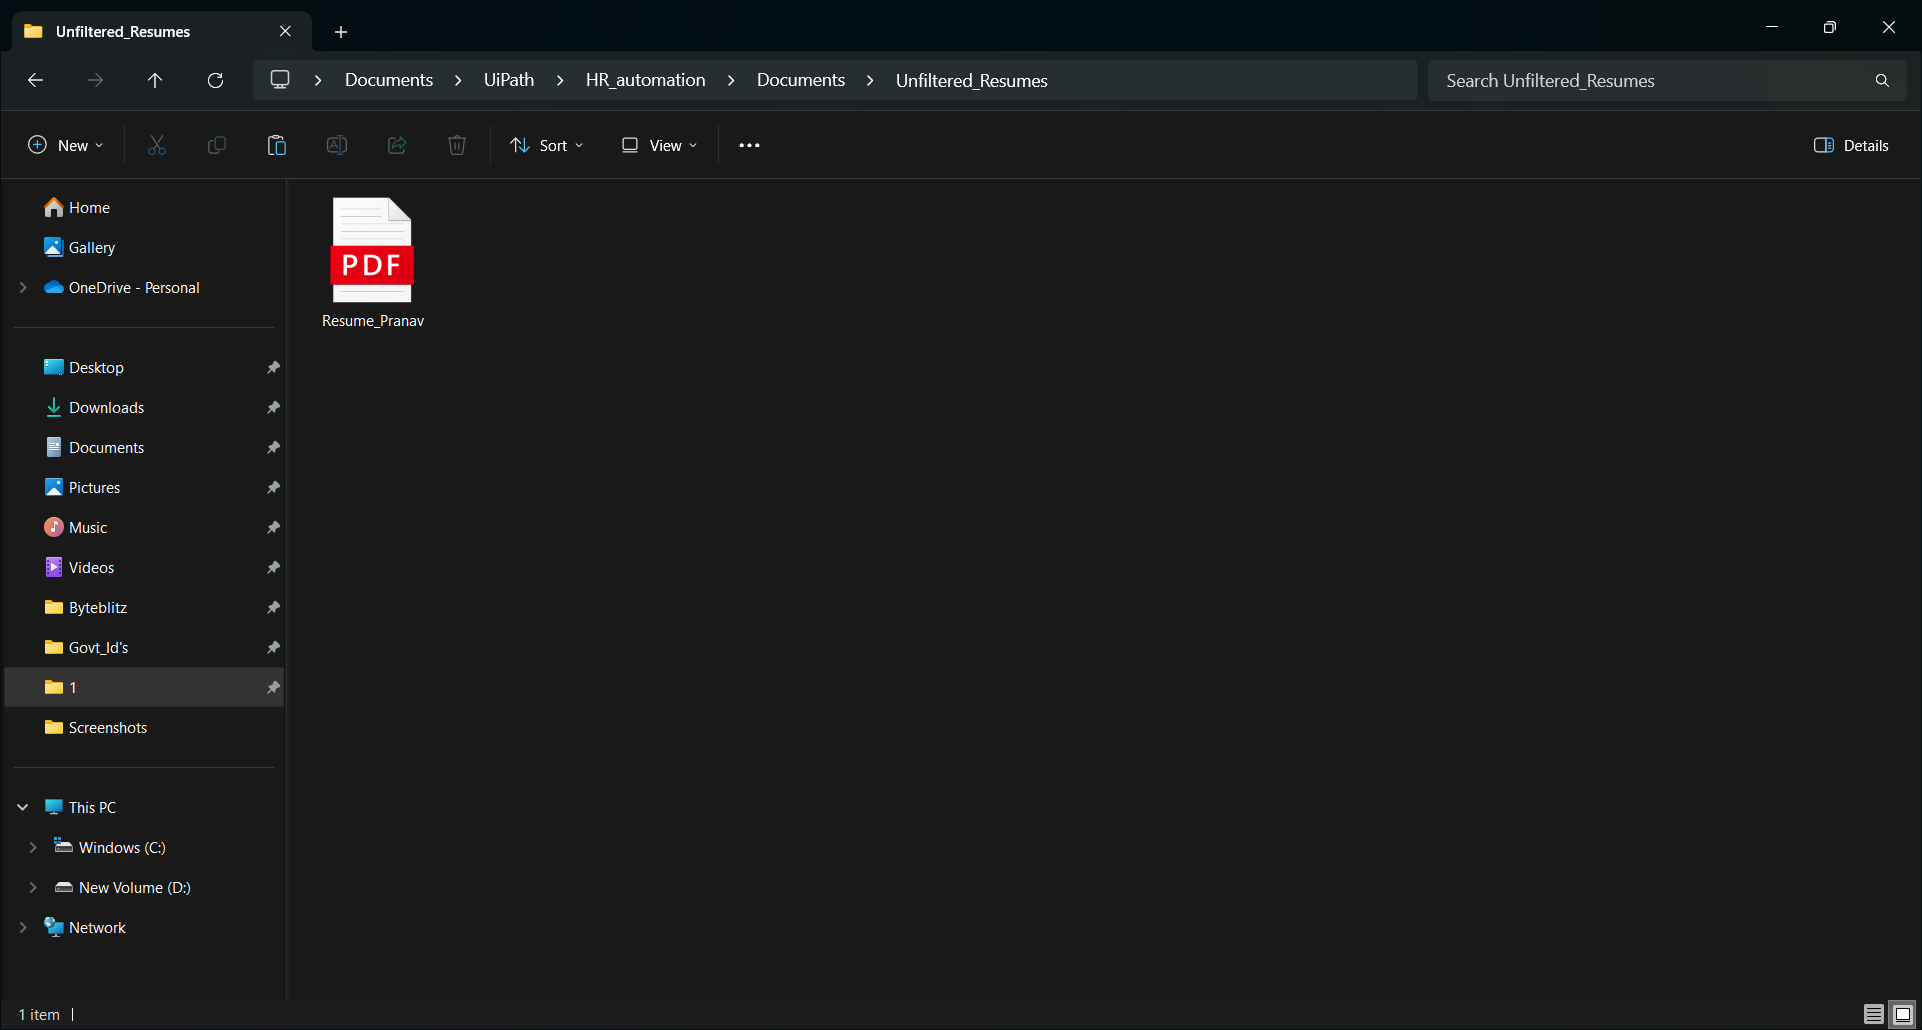 Unfiltered_Resumes
Documents > UiPath > HR_automation > Documents > Unfiltered_Resumes
Search Unfiltered_Resumes
New
Sort
View
Details
Home
Gallery
OneDrive - Personal
Desktop
Downloads
Documents
Pictures
Music
Videos
Byteblitz
Govt_Id's
1
Screenshots
This PC
Windows (C:)
New Volume (D:)
Network
PDF
Resume_Pranav
1 item